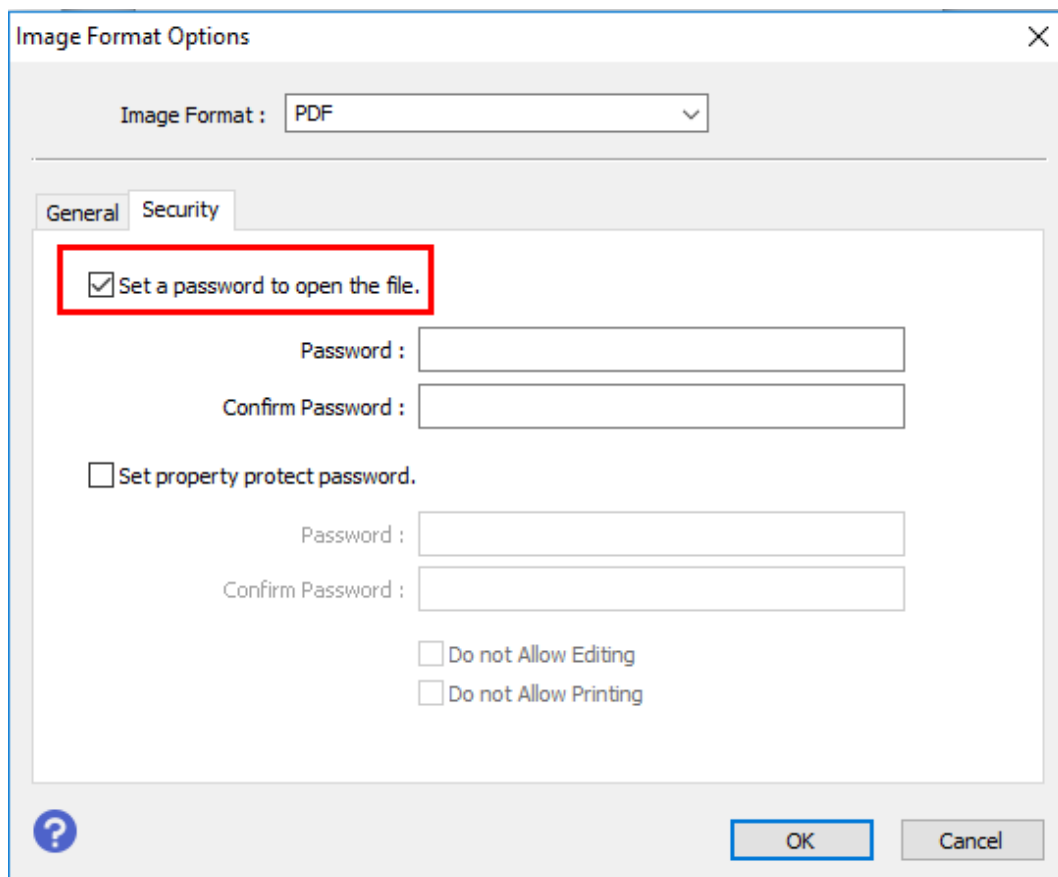 Image Format Options
Image Format : PDF
General Security
Set a password to open the file.
Password :
Confirm Password :
Set property protect password.
Password :
Confirm Password :
Do not Allow Editing
Do not Allow Printing
?
OK Cancel